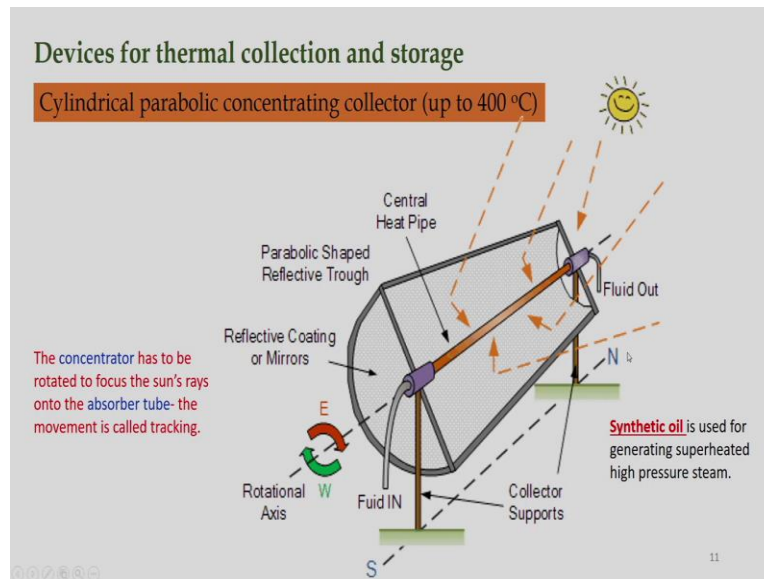 Devices for thermal collection and storage
Cylindrical parabolic concentrating collector (up to 400 °C)
Central
Heat Pipe
Parabolic Shaped
Reflective Trough
Fluid Out
Reflective Coating
or Mirrors
The concentrator has to be
rotated to focus the sun's rays
onto the absorber tube- the
movement is called tracking.
N
E
W
Rotational
Axis
Fuid IN
Collector
Supports
S
Synthetic oil is used for
generating superheated
high pressure steam.
11